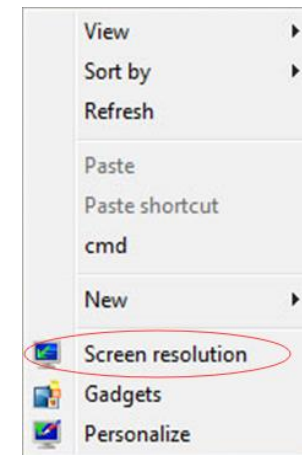 View
Sort by
Refresh
Paste
Paste shortcut
cmd
New
Screen resolution
Gadgets
Personalize